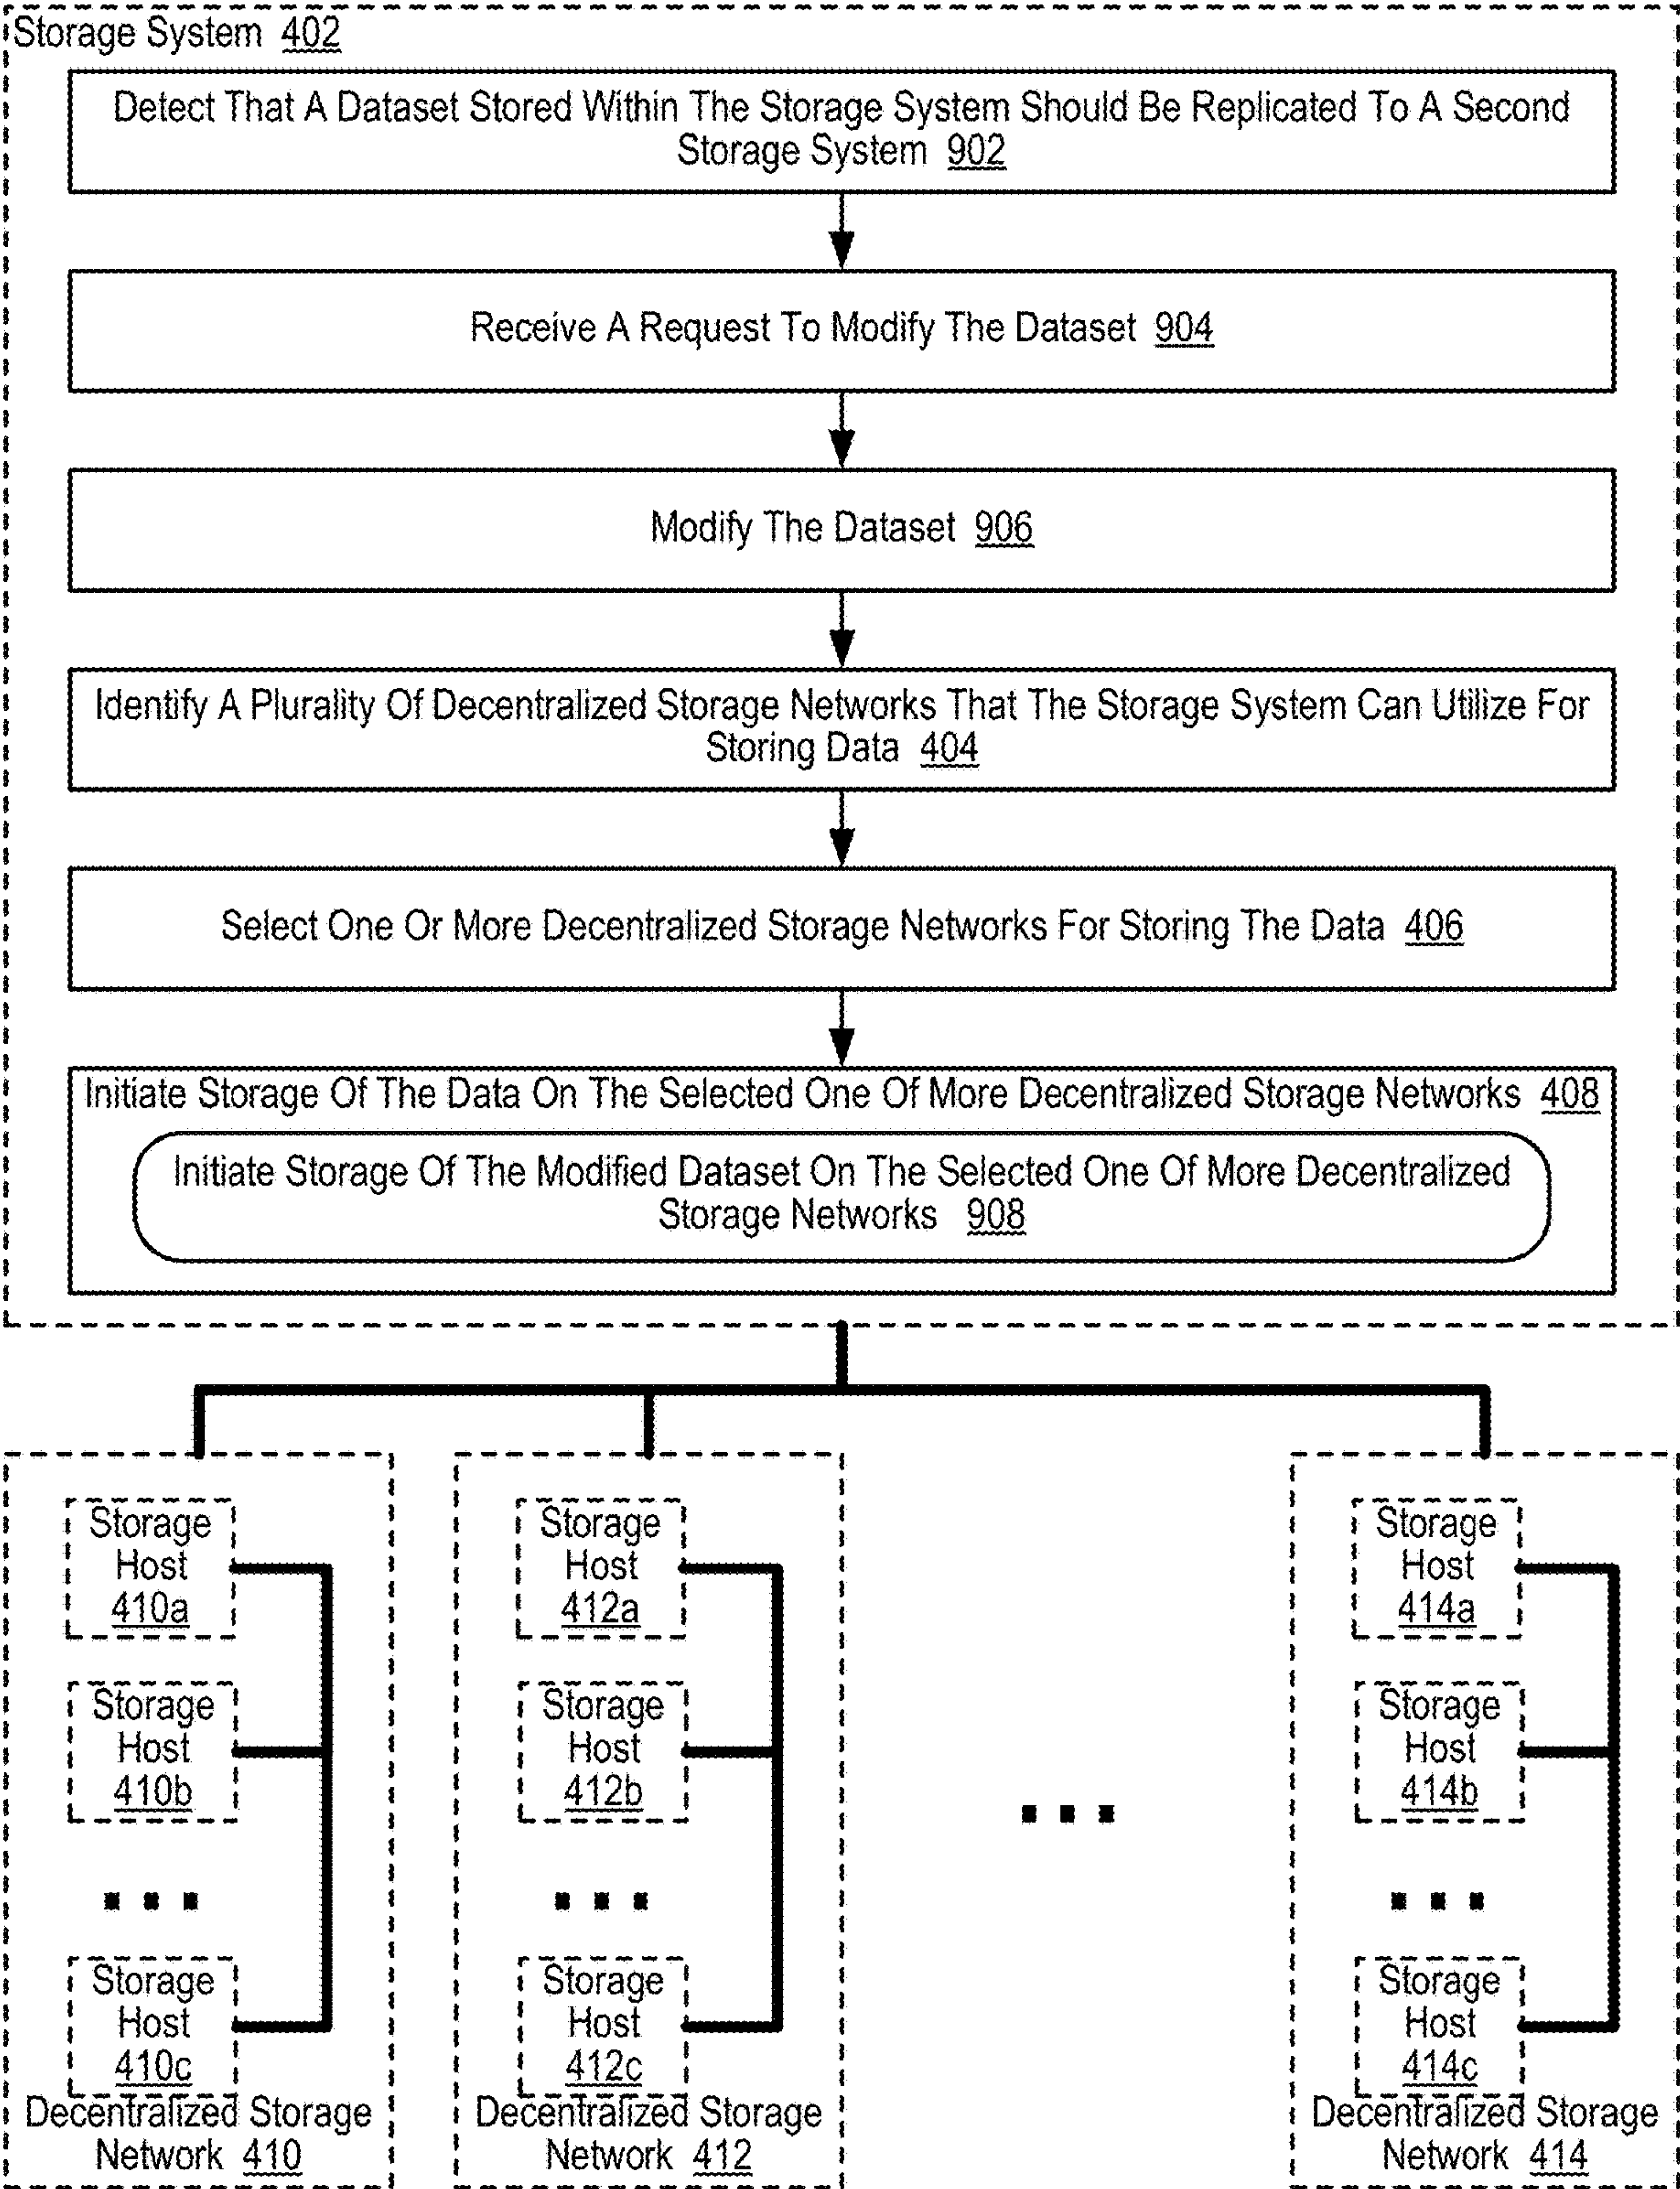 Storage System 402
Detect That A Dataset Stored Within The Storage System Should Be Replicated To A Second
Storage System 902
Receive A Request To Modify The Dataset 904
Modify The Dataset 906
Identify A Plurality Of Decentralized Storage Networks That The Storage System Can Utilize For
Storing Data 404
Select One Or More Decentralized Storage Networks For Storing The Data 406
Initiate Storage Of The Data On The Selected One Of More Decentralized Storage Networks 408
Initiate Storage Of The Modified Dataset On The Selected One Of More Decentralized
Storage Networks 908
Storage
Host
410a
Storage
Host
410b
Storage
Host
410c
Decentralized Storage
Network 410
Storage
Host
412a
Storage
Host
412b
Storage
Host
412c
Decentralized Storage
Network 412
Storage
Host
414a
Storage
Host
414b
Storage
Host
414c
Decentralized Storage
Network 414